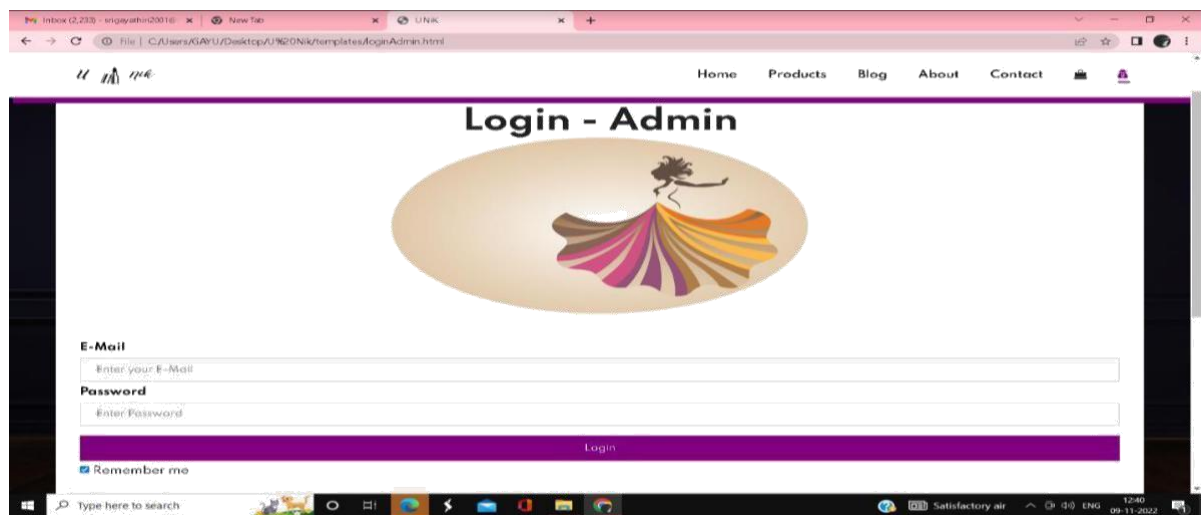 Inbox (2,233) - srigayathiri20016 New Tab UNiK
File | C:/Users/GAYU/Desktop/U%20Nik/templates/loginAdmin.html
U nik Home Products Blog About Contact
Login - Admin
E-Mail
Enter your E-Mail
Password
Enter Password
Login
Remember me
Type here to search Satisfactory air ENG 12:40
09-11-2022